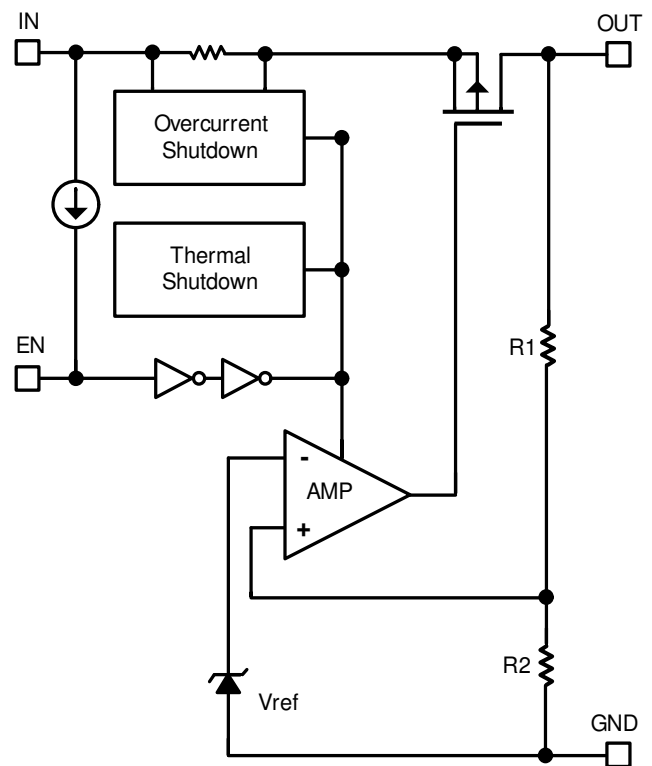 IN
OUT
Overcurrent
Shutdown
Thermal
Shutdown
EN
R1
-
AMP
+
R2
Vref
GND